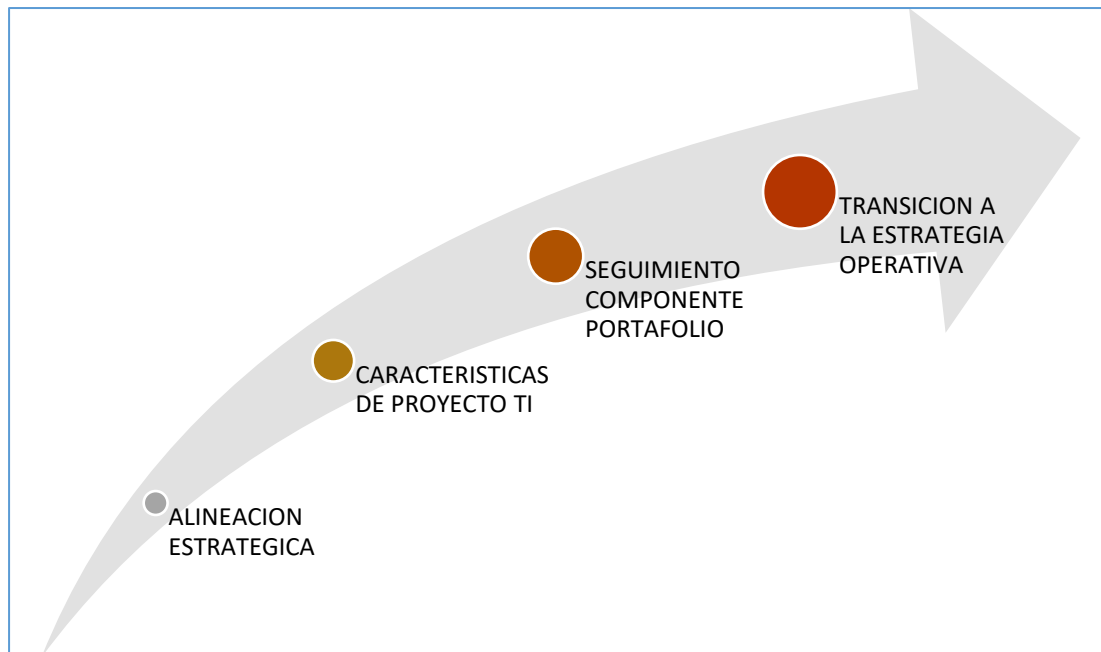 TRANSICION A
LA ESTRATEGIA
OPERATIVA
SEGUIMIENTO
COMPONENTE
PORTAFOLIO
CARACTERISTICAS
DE PROYECTO TI
ALINEACION
ESTRATEGICA